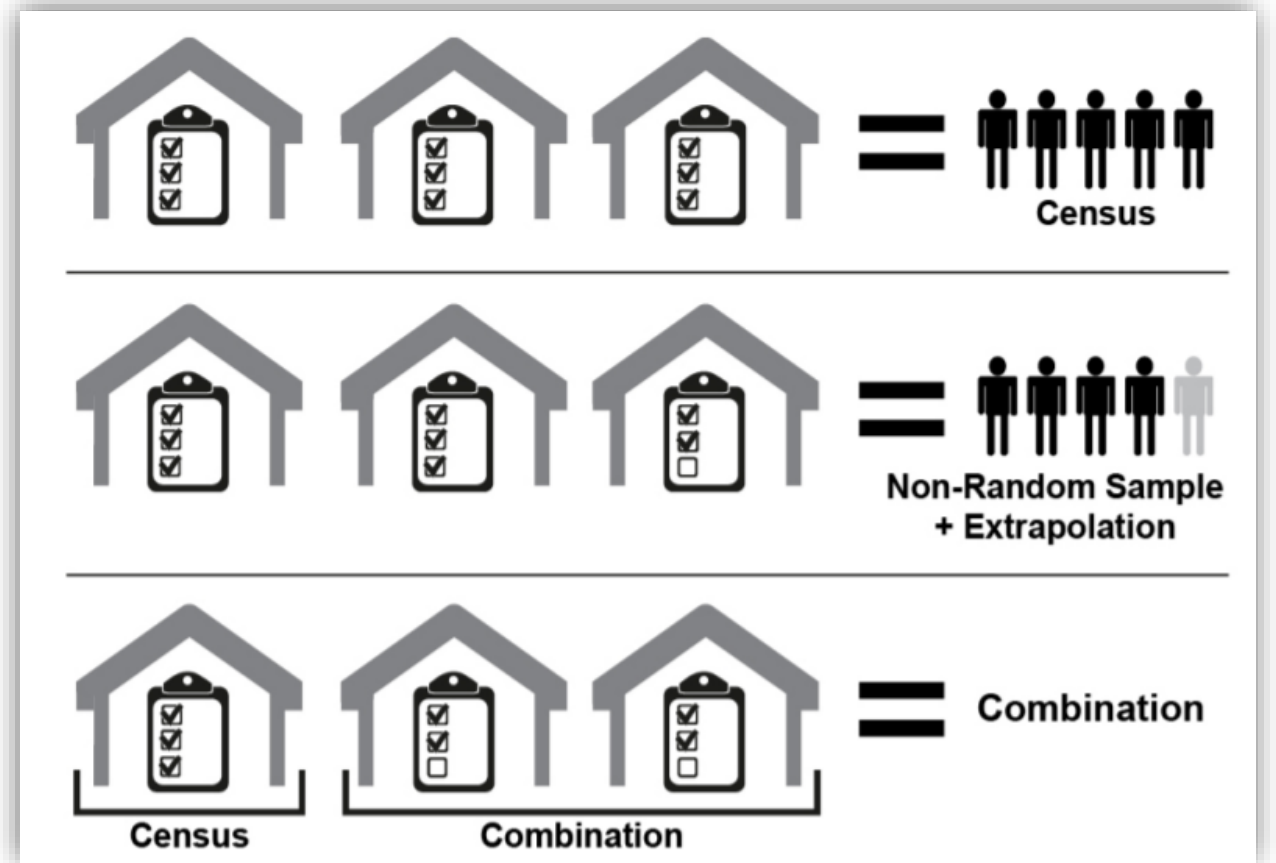 Census
Non-Random Sample
+ Extrapolation
Combination
Census
Combination